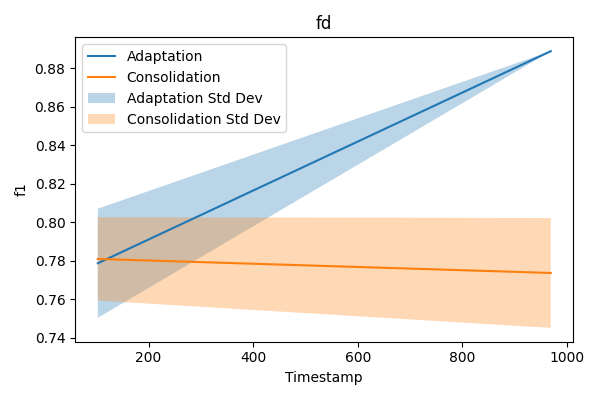 fd
Adaptation
Consolidation
Adaptation Std Dev
Consolidation Std Dev
f1
0.88
0.86
0.84
0.82
0.80
0.78
0.76
0.74
200 400 600 800 1000
Timestamp